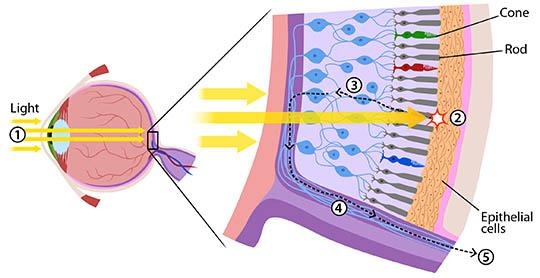 Cone
Rod
Light
①
③
②
④
Epithelial
cells
⑤